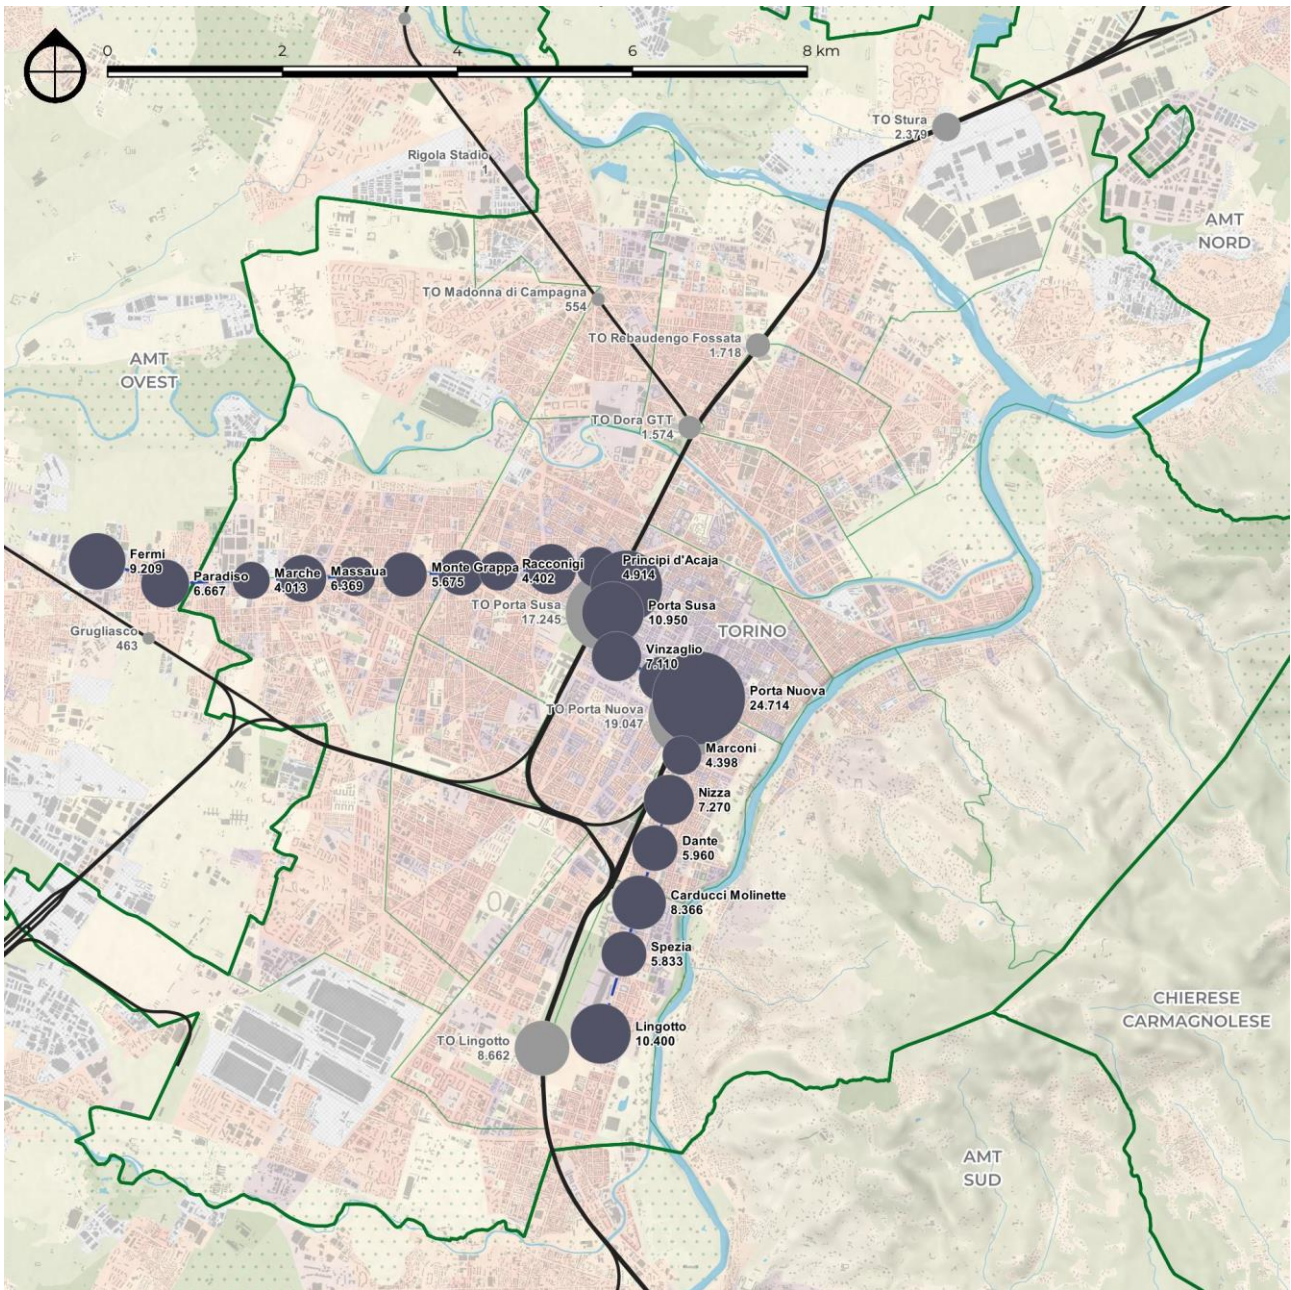 0 2 4 6 8 km
TO Stura
2.379
Rigola Stadio
1
AMT
NORD
TO Madonna di Campagna
554
TO Rebaudengo Fossata
1.718
AMT
OVEST
TO Dora GTT
1.574
Fermi
9.209
Paradiso
6.667
Marche
4.013
Massaua
6.369
Monte Grappa
5.675
Racconigi
4.402
Principi d'Acaja
4.914
TO Porta Susa
17.245
Porta Susa
10.950
Grugliasco
463
TORINO
Vinzaglio
7.110
Porta Nuova
24.714
TO Porta Nuova
19.047
Marconi
4.398
Nizza
7.270
Dante
5.960
Carducci Molinette
8.366
Spezia
5.833
CHIERESE
CARMAGNOLESE
Lingotto
10.400
TO Lingotto
8.662
AMT
SUD